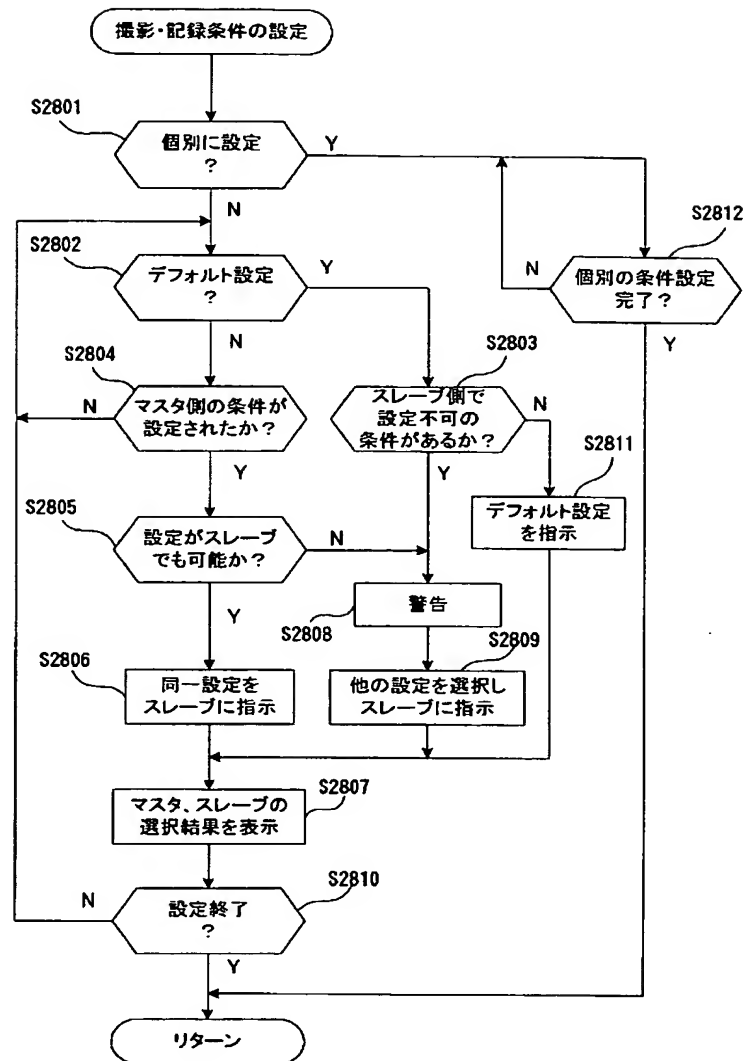 撮影・記録条件の設定
S2801
個別に設定
?
Y
N
S2802
デフォルト設定
?
Y
N
S2812
個別の条件設定
完了?
N
Y
S2804
マスタ側の条件が
設定されたか?
N
Y
S2803
スレーブ側で
設定不可の
条件があるか?
N
Y
S2811
デフォルト設定
を指示
S2805
設定がスレーブ
でも可能か?
N
Y
S2808
警告
S2806
同一設定を
スレーブに指示
S2809
他の設定を選択し
スレーブに指示
S2807
マスタ、スレーブの
選択結果を表示
S2810
設定終了
?
N
Y
リターン